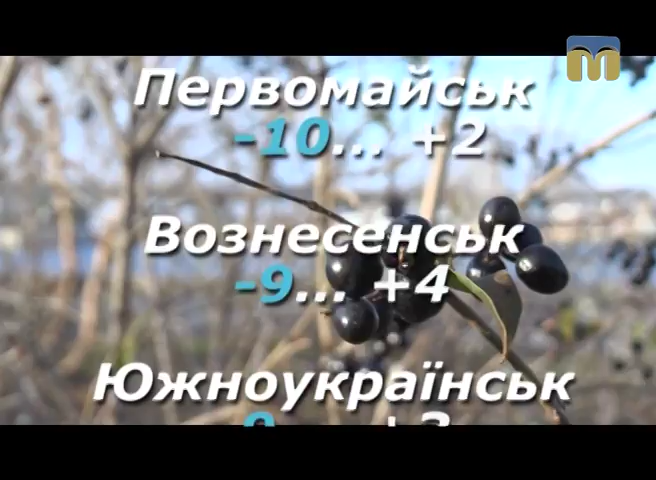 Первомайськ
-10... +2
Вознесенськ
-9... +4
Южноукраїнськ